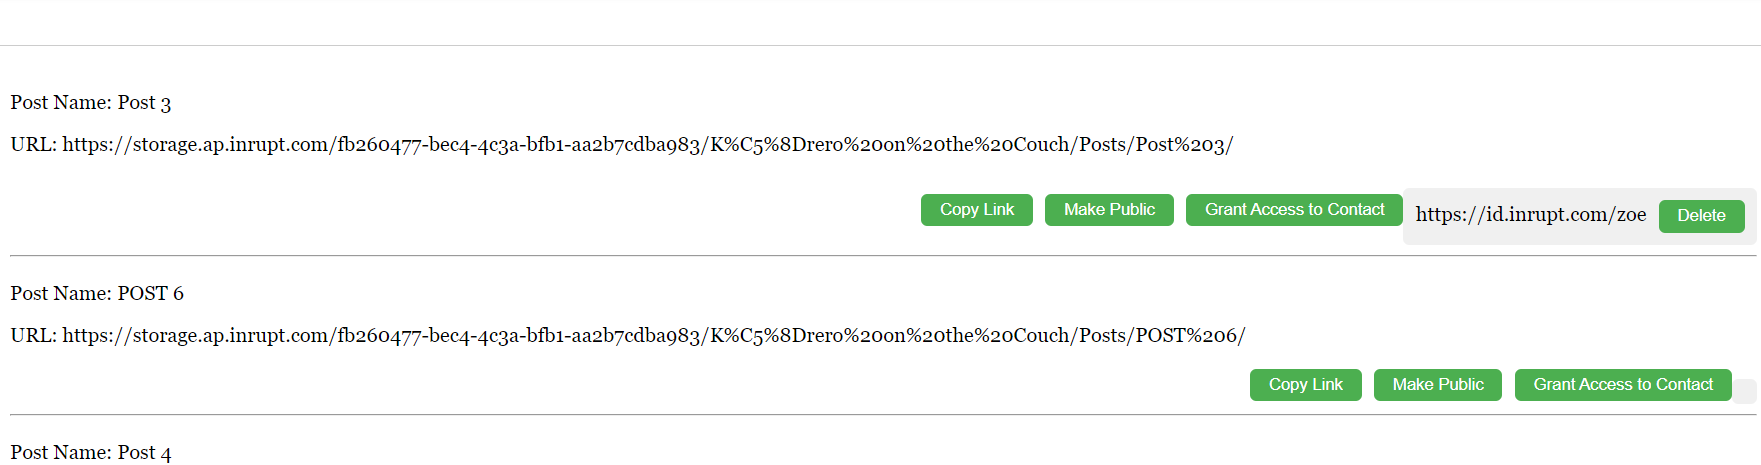 Post Name: Post 3
URL: https://storage.ap.inrupt.com/fb260477-bec4-4c3a-bfb1-aa2b7cdba983/K%C5%8Drero%20on%20the%20Couch/Posts/Post%203/
Copy Link Make Public Grant Access to Contact https://id.inrupt.com/zoe Delete
Post Name: POST 6
URL: https://storage.ap.inrupt.com/fb260477-bec4-4c3a-bfb1-aa2b7cdba983/K%C5%8Drero%20on%20the%20Couch/Posts/POST%206/
Copy Link Make Public Grant Access to Contact
Post Name: Post 4